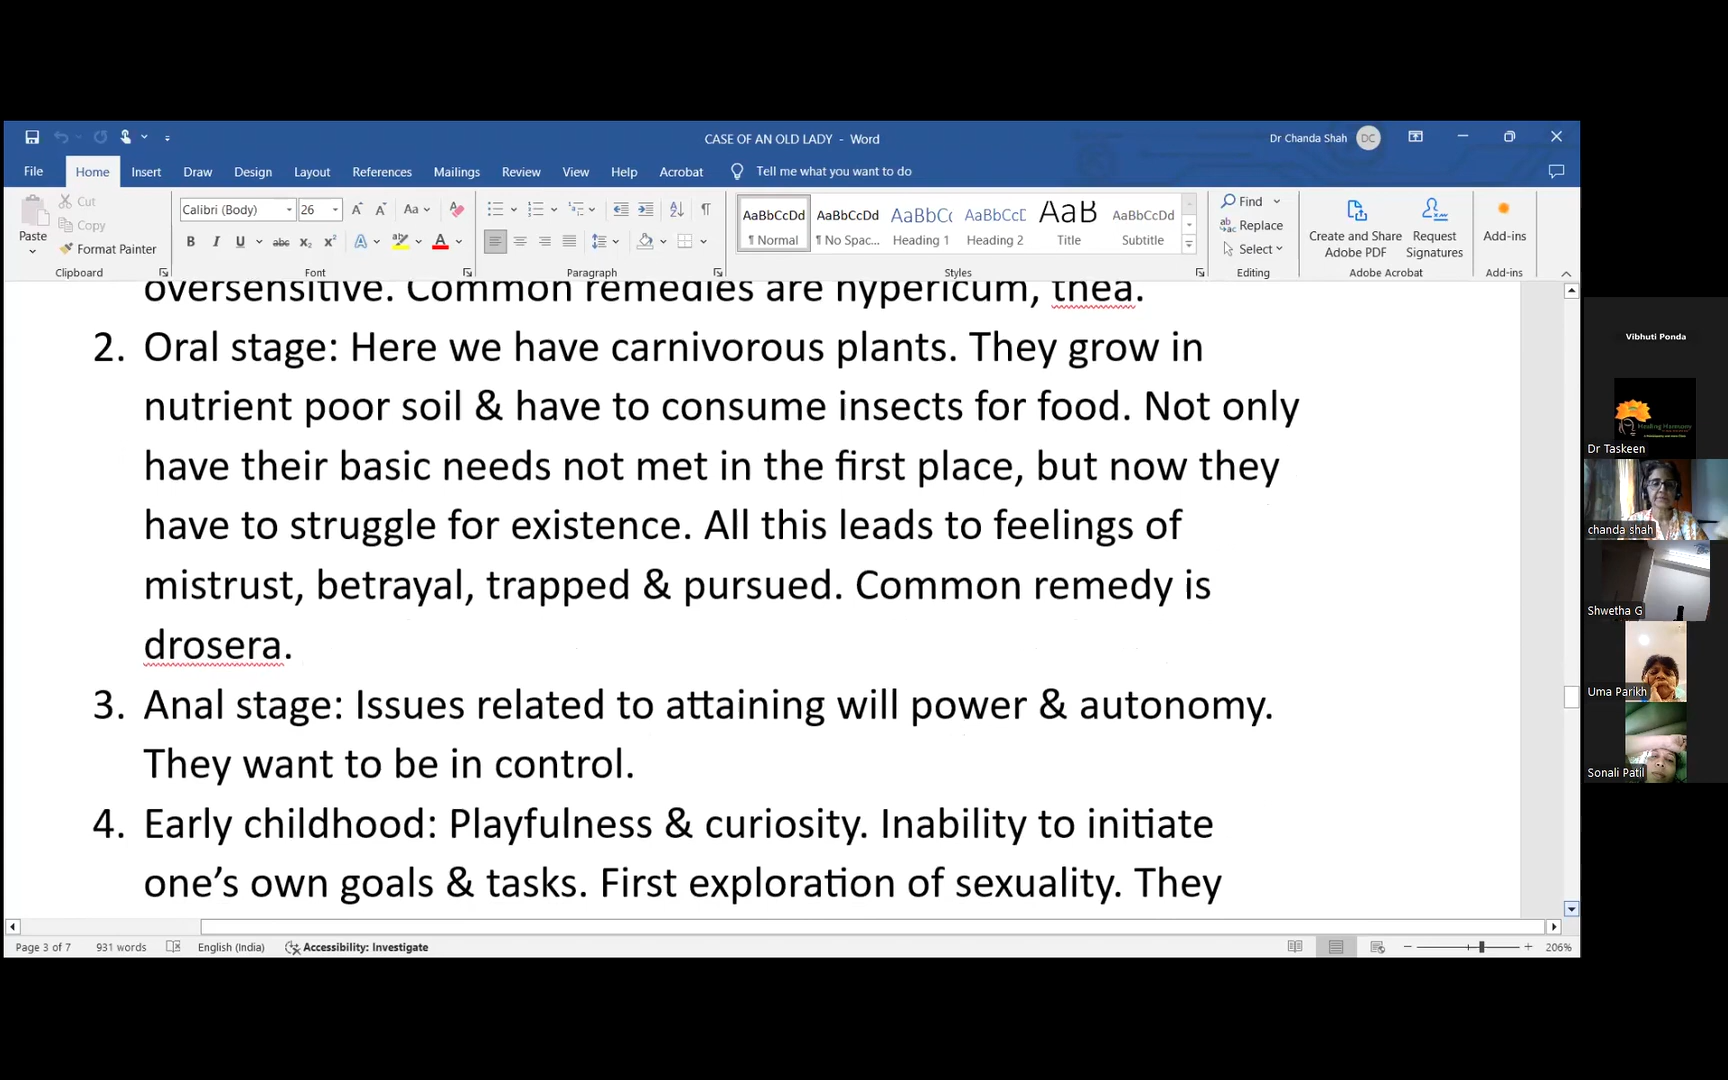 CASE OF AN OLD LADY - Word
Dr Chanda Shah DC
File Home Insert Draw Design Layout References Mailings Review View Help Acrobat Tell me what you want to do
Paste
Cut
Copy
Format Painter
Clipboard
Calibri (Body) 26
Font
Paragraph
AaBbCcDd AaBbCcDd AaBbCc AaBbCcD AaB AaBbCcDd
¶ Normal ¶ No Spac... Heading 1 Heading 2 Title Subtitle
Styles
Find
Replace
Select
Editing
Create and Share Adobe PDF
Request Signatures
Adobe Acrobat
Add-ins
Add-ins
oversensitive. Common remedies are hypericum, thea.
2. Oral stage: Here we have carnivorous plants. They grow in
nutrient poor soil & have to consume insects for food. Not only
have their basic needs not met in the first place, but now they
have to struggle for existence. All this leads to feelings of
mistrust, betrayal, trapped & pursued. Common remedy is
drosera.
3. Anal stage: Issues related to attaining will power & autonomy.
They want to be in control.
4. Early childhood: Playfulness & curiosity. Inability to initiate
one's own goals & tasks. First exploration of sexuality. They
Page 3 of 7 931 words English (India) Accessibility: Investigate 206%
Vibhuti Ponda
Healing Harmony
Dr Taskeen
chanda shah
Shwetha G
Uma Parikh
Sonali Patil